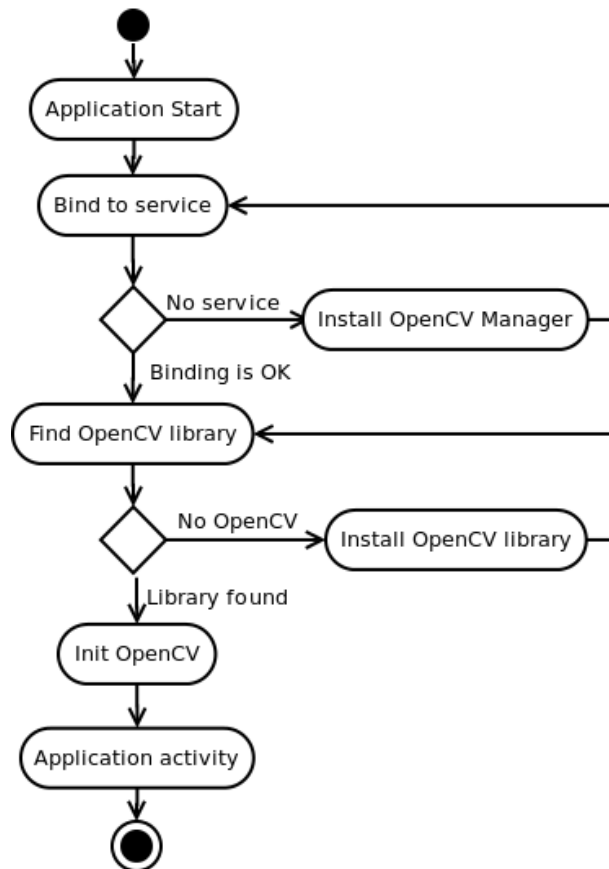 Application Start
Bind to service
No service
Install OpenCV Manager
Binding is OK
Find OpenCV library
No OpenCV
Install OpenCV library
Library found
Init OpenCV
Application activity